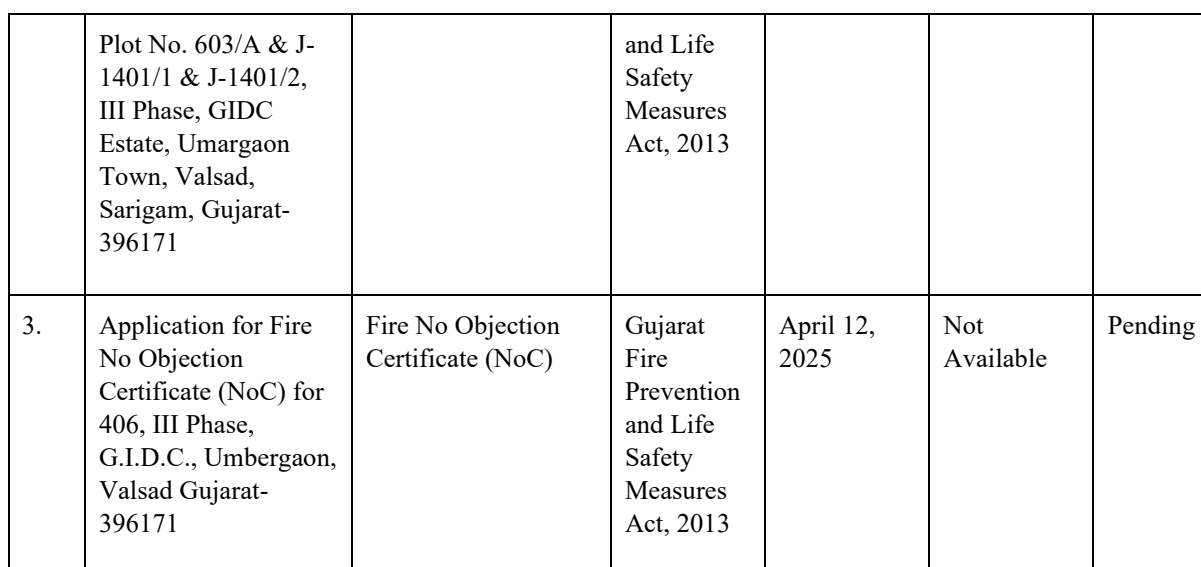 Plot No. 603/A & J-
1401/1 & J-1401/2,
III Phase, GIDC
Estate, Umargaon
Town, Valsad,
Sarigam, Gujarat-
396171
and Life
Safety
Measures
Act, 2013
3.
Application for Fire
No Objection
Certificate (NoC) for
406, III Phase,
G.I.D.C., Umbergaon,
Valsad Gujarat-
396171
Fire No Objection
Certificate (NoC)
Gujarat
Fire
Prevention
and Life
Safety
Measures
Act, 2013
April 12,
2025
Not
Available
Pending